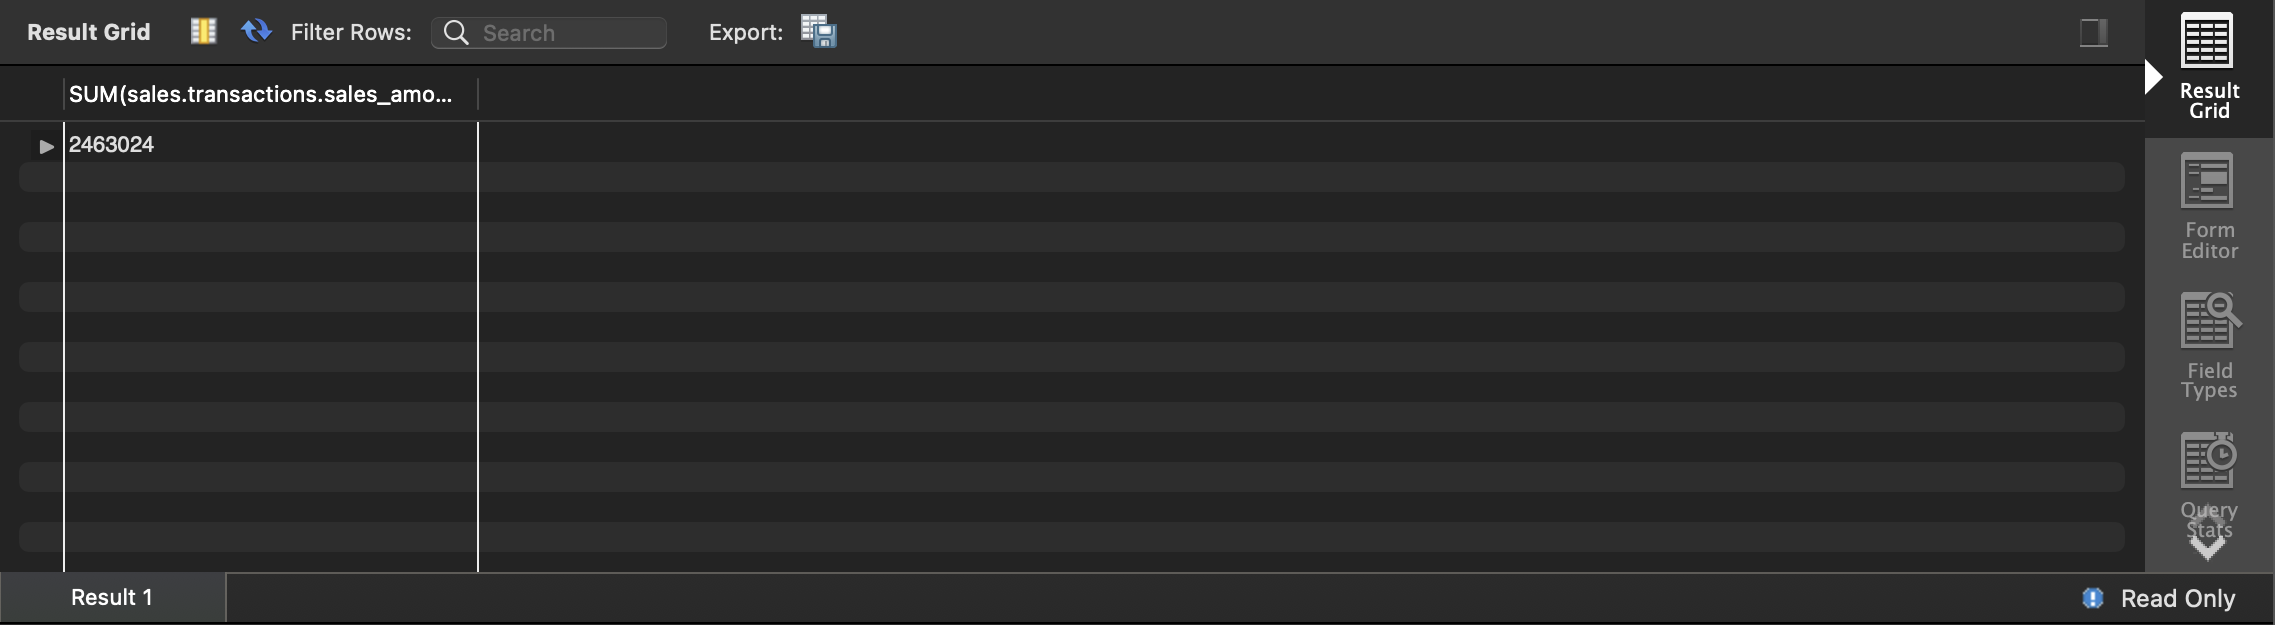 Result Grid
Filter Rows:
Search
Export:
SUM(sales.transactions.sales_amo...
2463024
Result
Grid
Form
Editor
Field
Types
Query
Stats
Result 1
Read Only